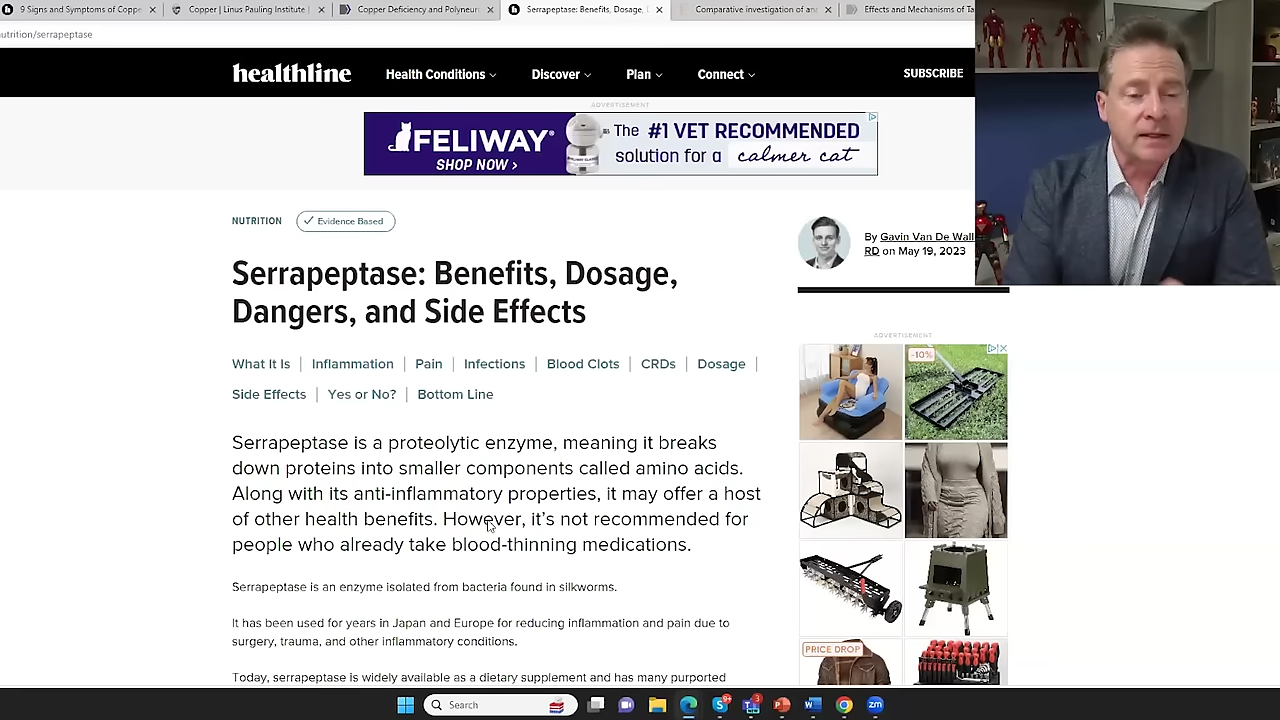 9 Signs and Symptoms of Coppe
Copper | Linus Pauling Institute |
Copper Deficiency and Polyneur
Serrapeptase: Benefits, Dosage,
Comparative investigation of an
Effects and Mechanisms of Ta
utrition/serrapeptase
healthline
Health Conditions
Discover
Plan
Connect
SUBSCRIBE
ADVERTISEMENT
FELIWAY®
SHOP NOW >
The #1 VET RECOMMENDED
solution for a calmer cat
NUTRITION
Evidence Based
By Gavin Van De Wall
RD on May 19, 2023
Serrapeptase: Benefits, Dosage,
Dangers, and Side Effects
What It Is | Inflammation | Pain | Infections | Blood Clots | CRDs | Dosage |
Side Effects | Yes or No? | Bottom Line
Serrapeptase is a proteolytic enzyme, meaning it breaks
down proteins into smaller components called amino acids.
Along with its anti-inflammatory properties, it may offer a host
of other health benefits. However, it's not recommended for
people who already take blood-thinning medications.
Serrapeptase is an enzyme isolated from bacteria found in silkworms.
It has been used for years in Japan and Europe for reducing inflammation and pain due to
surgery, trauma, and other inflammatory conditions.
Today, serrapeptase is widely available as a dietary supplement and has many purported
ADVERTISEMENT
-10%
PRICE DROP
Search